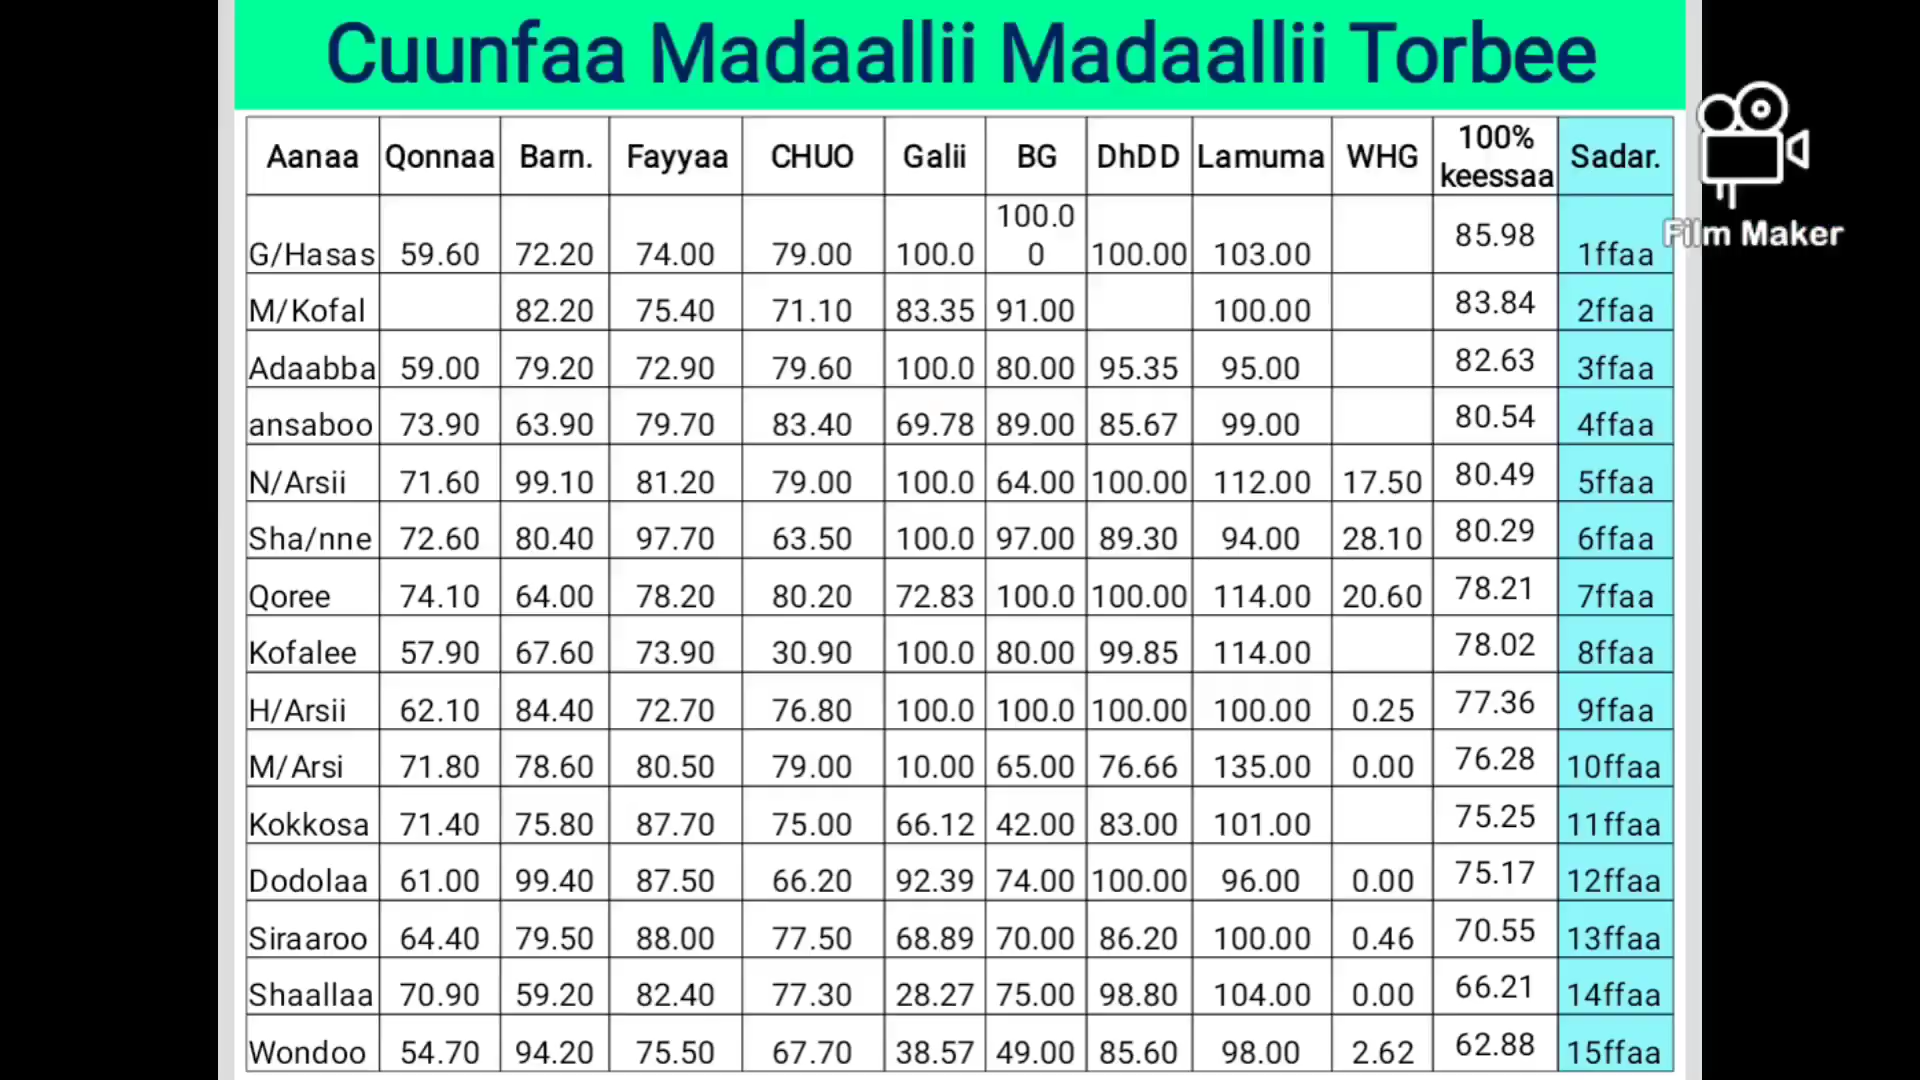 Cuunfaa Madaallii Madaallii Torbee
Aanaa Qonnaa Barn. Fayyaa CHUO Galii BG DhDD Lamuma WHG 100% keessaa Sadar.
G/Hasas 59.60 72.20 74.00 79.00 100.0 100.00 100.00 103.00 85.98 1ffaa
M/Kofal 82.20 75.40 71.10 83.35 91.00 100.00 83.84 2ffaa
Adaabba 59.00 79.20 72.90 79.60 100.0 80.00 95.35 95.00 82.63 3ffaa
ansaboo 73.90 63.90 79.70 83.40 69.78 89.00 85.67 99.00 80.54 4ffaa
N/Arsii 71.60 99.10 81.20 79.00 100.0 64.00 100.00 112.00 17.50 80.49 5ffaa
Sha/nne 72.60 80.40 97.70 63.50 100.0 97.00 89.30 94.00 28.10 80.29 6ffaa
Qoree 74.10 64.00 78.20 80.20 72.83 100.0 100.00 114.00 20.60 78.21 7ffaa
Kofalee 57.90 67.60 73.90 30.90 100.0 80.00 99.85 114.00 78.02 8ffaa
H/Arsii 62.10 84.40 72.70 76.80 100.0 100.0 100.00 100.00 0.25 77.36 9ffaa
M/Arsi 71.80 78.60 80.50 79.00 10.00 65.00 76.66 135.00 0.00 76.28 10ffaa
Kokkosa 71.40 75.80 87.70 75.00 66.12 42.00 83.00 101.00 75.25 11ffaa
Dodolaa 61.00 99.40 87.50 66.20 92.39 74.00 100.00 96.00 0.00 75.17 12ffaa
Siraaroo 64.40 79.50 88.00 77.50 68.89 70.00 86.20 100.00 0.46 70.55 13ffaa
Shaallaa 70.90 59.20 82.40 77.30 28.27 75.00 98.80 104.00 0.00 66.21 14ffaa
Wondoo 54.70 94.20 75.50 67.70 38.57 49.00 85.60 98.00 2.62 62.88 15ffaa
Film Maker